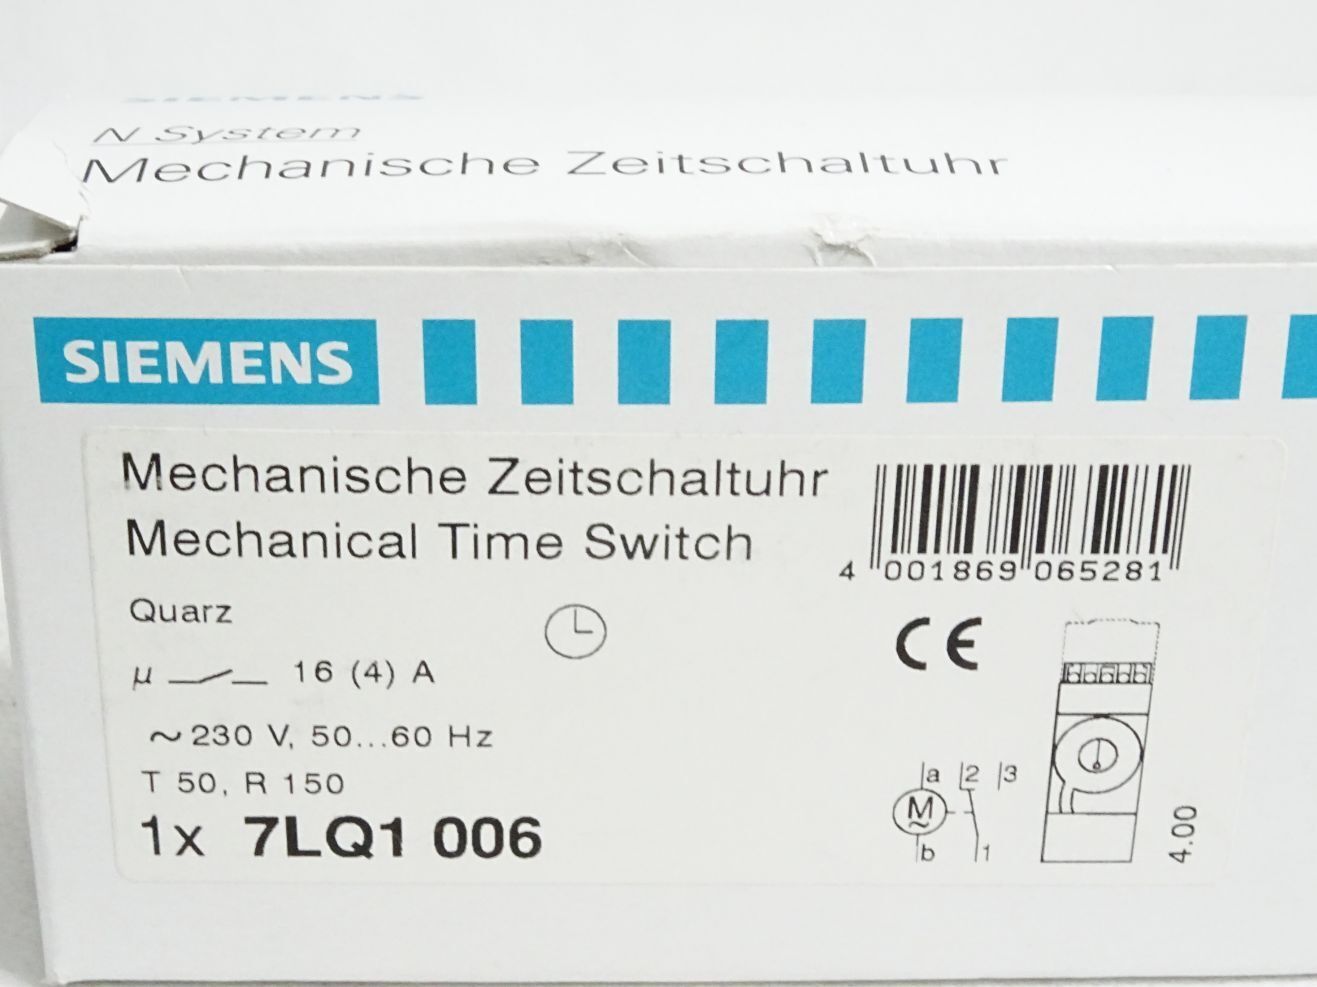 SIEMENS
N System
Mechanische Zeitschaltuhr
SIEMENS
Mechanische Zeitschaltuhr
Mechanical Time Switch
4 001869 065281
Quarz
CE
µ 16 (4) A
~ 230 V, 50...60 Hz
T 50, R 150
1x 7LQ1 006
a 2 3
M
~
b 1
4.00